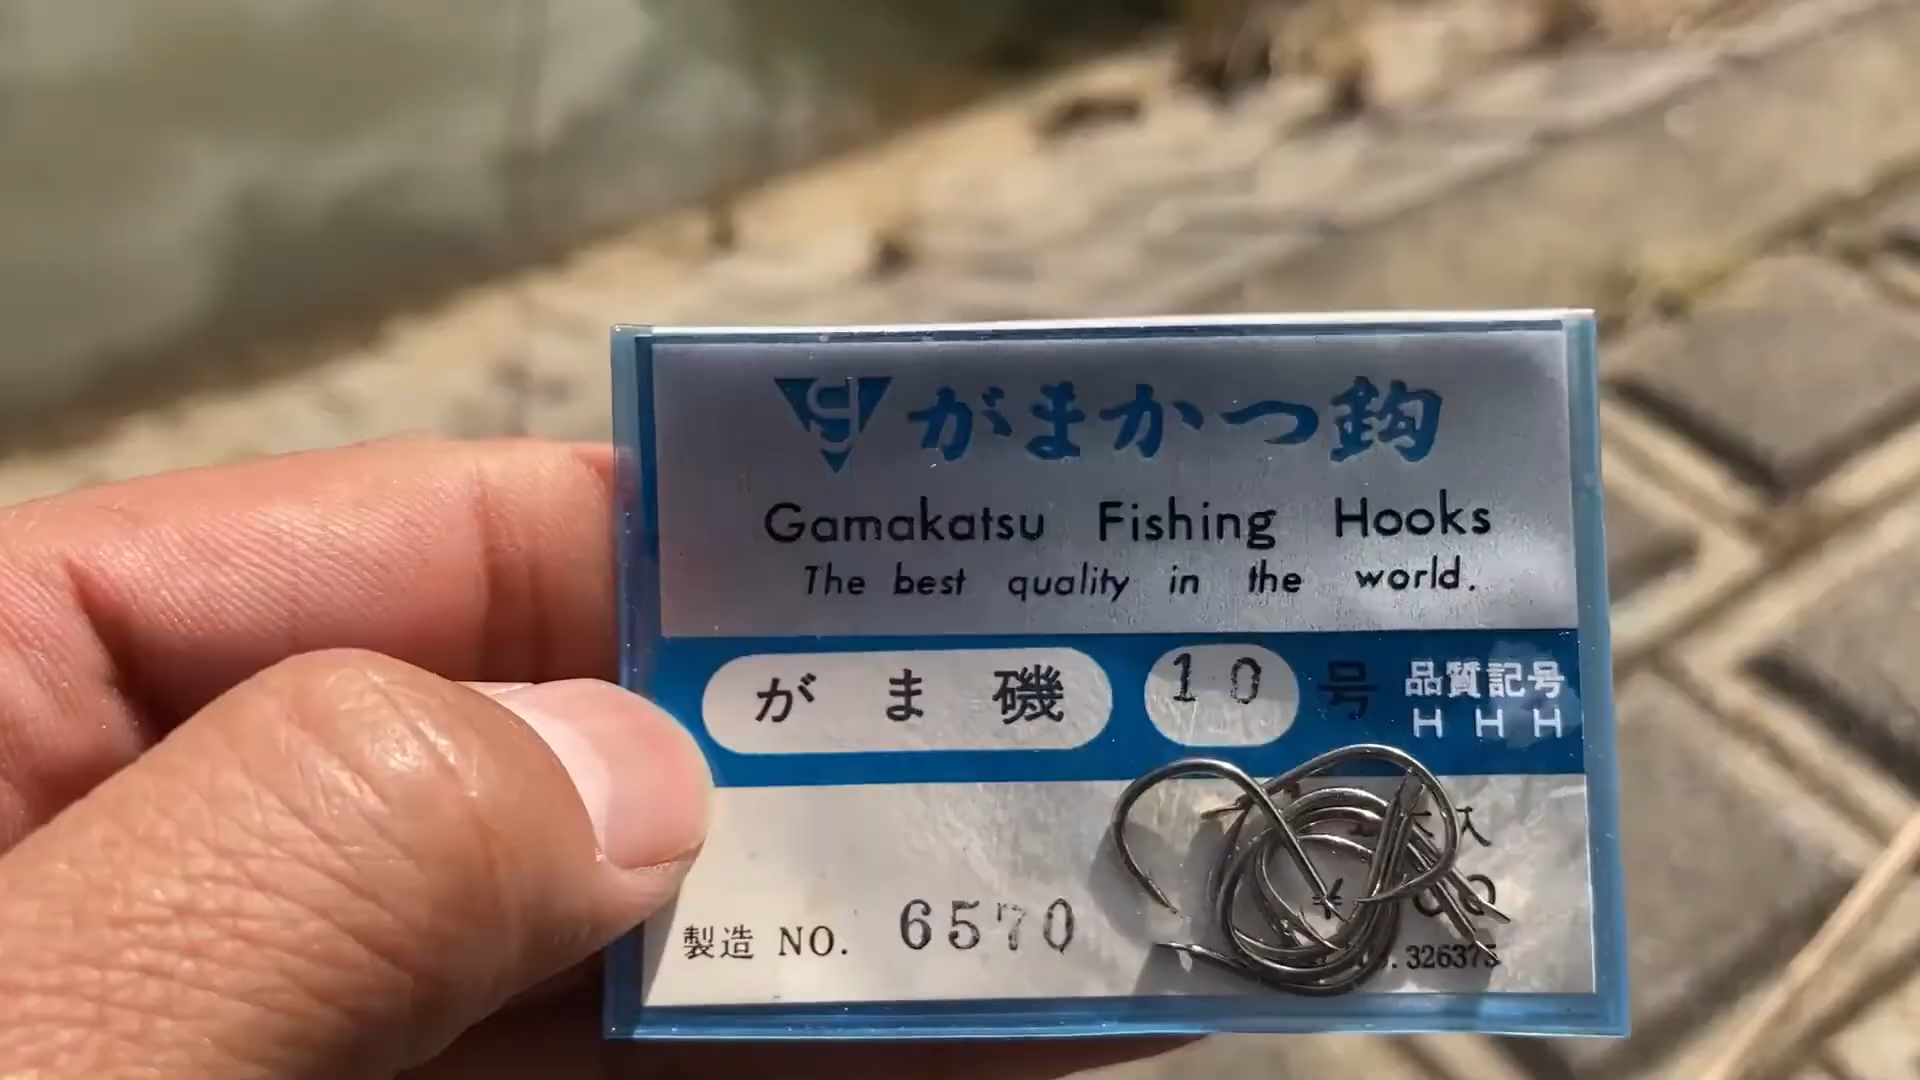 がまかつ鈎
Gamakatsu Fishing Hooks
The best quality in the world.
がま磯 10 号 品質記号
HHH
製造 NO. 6570